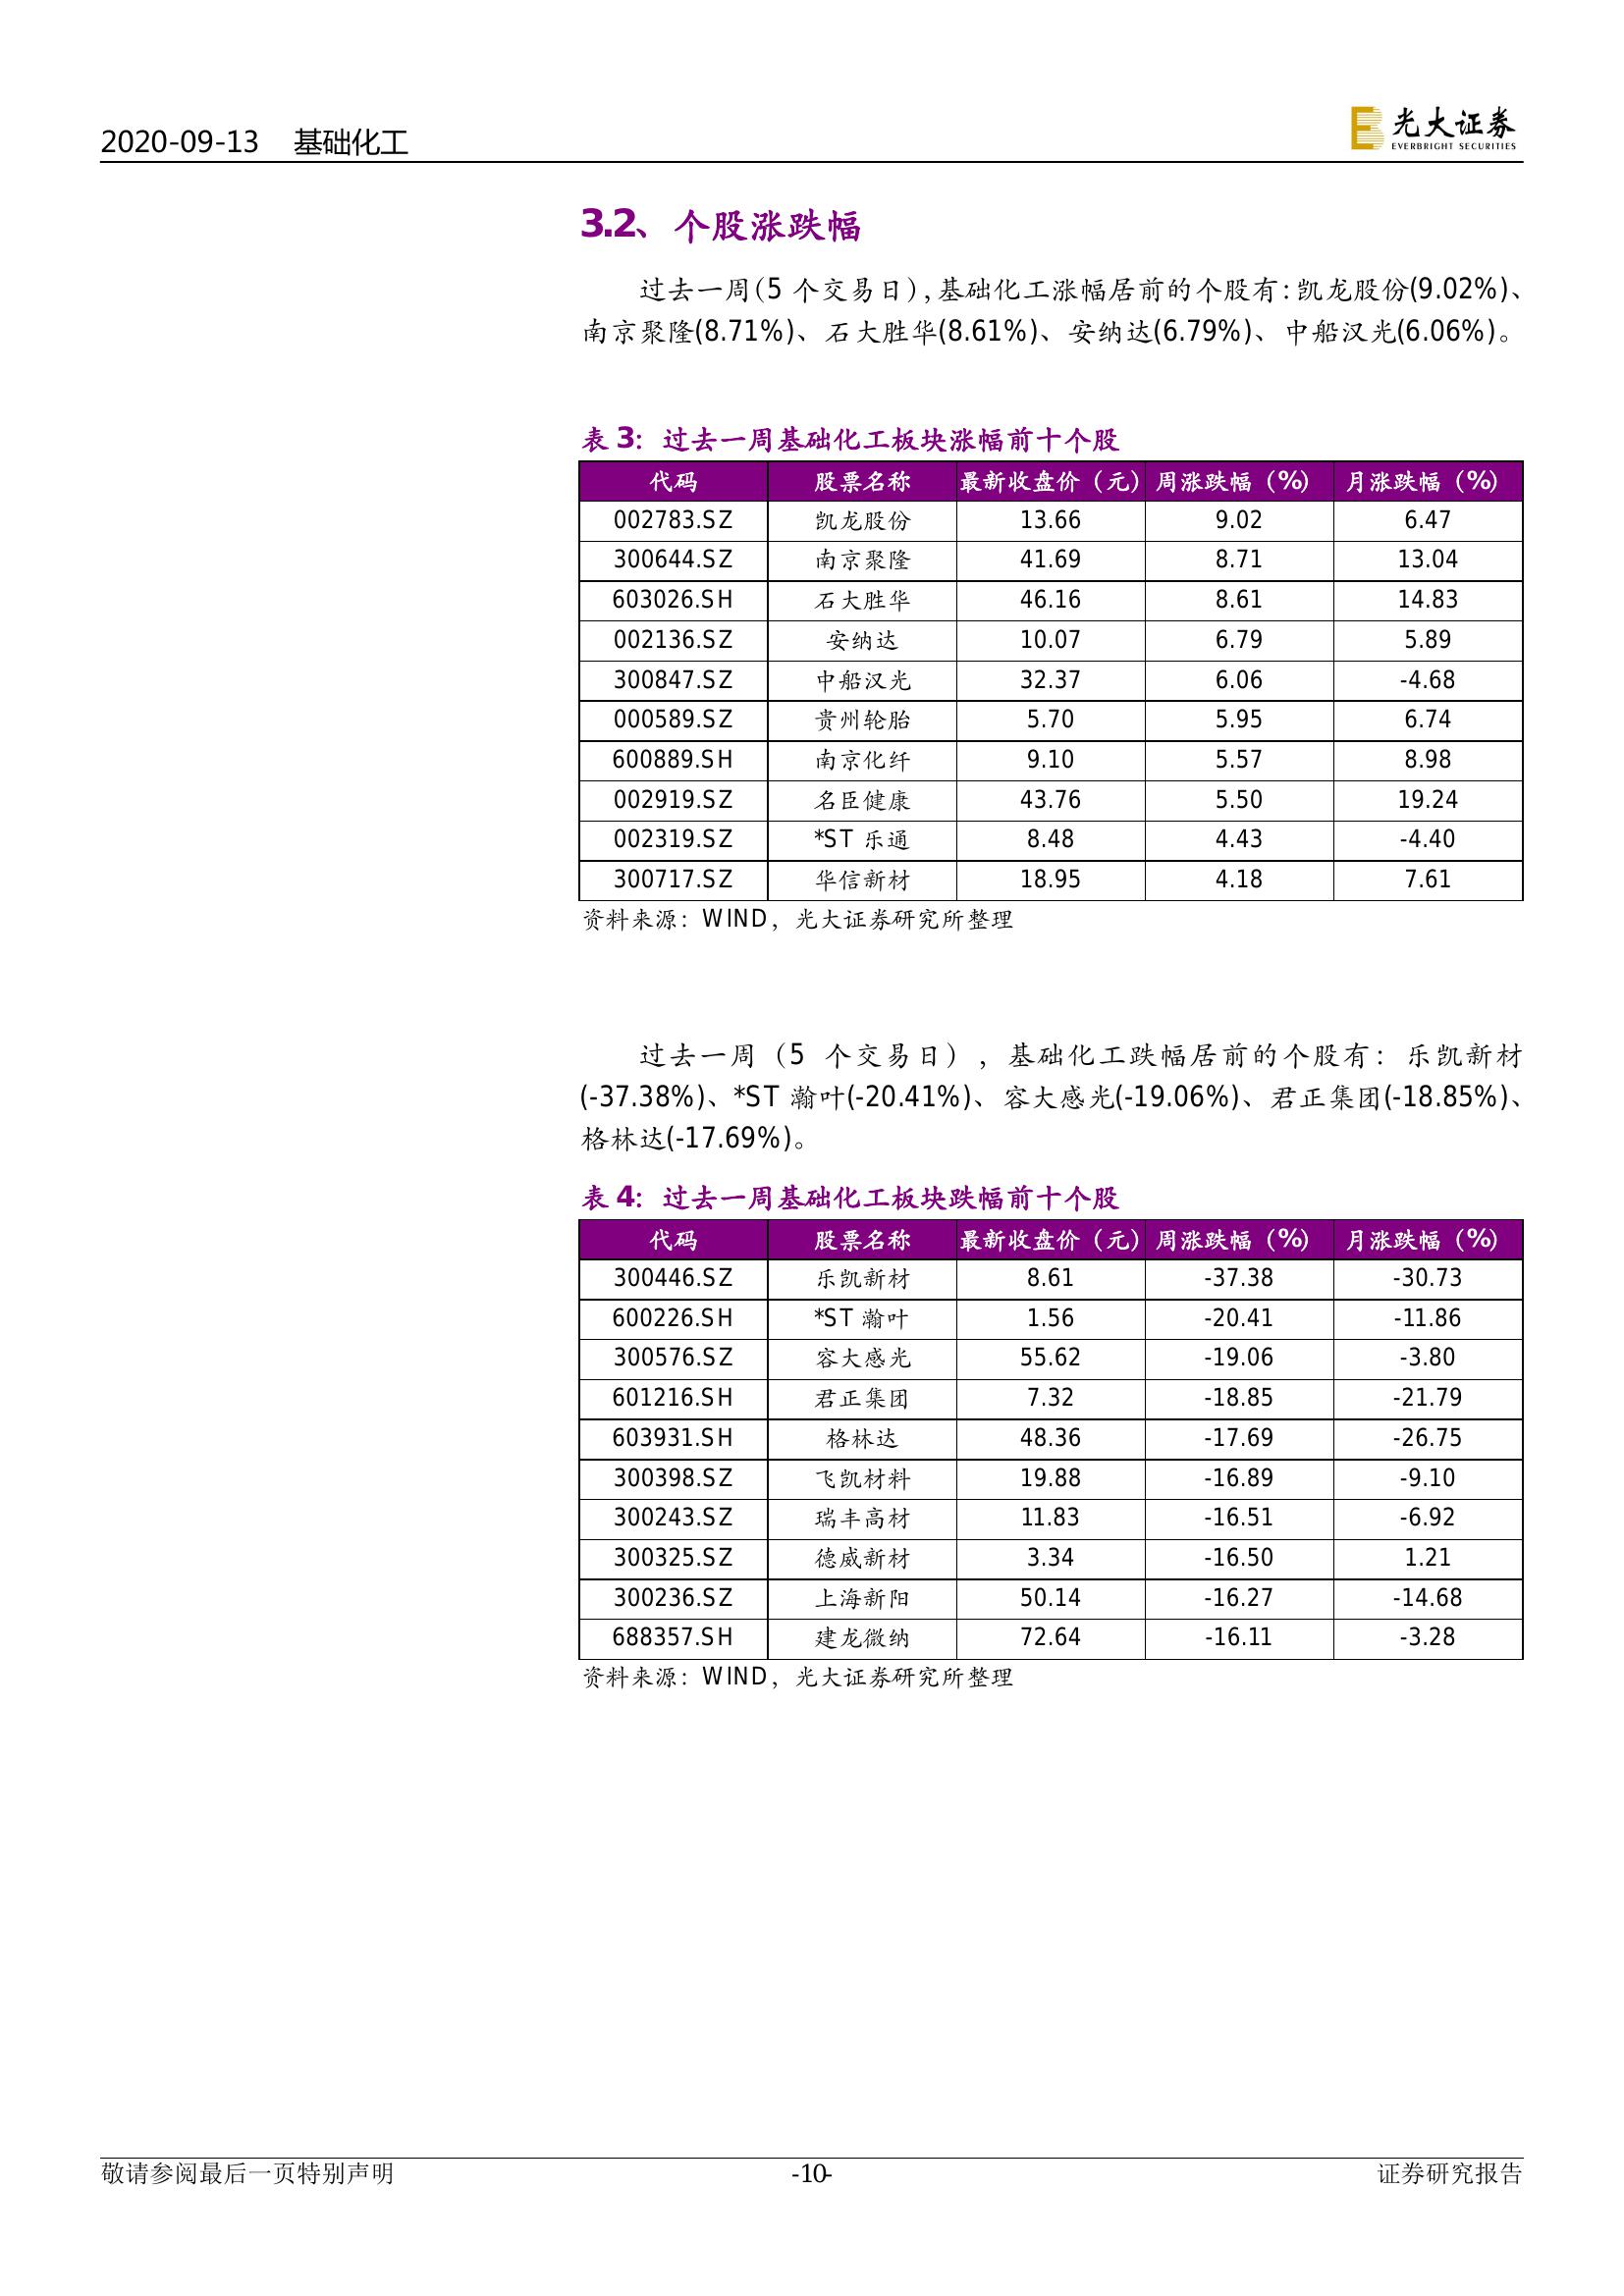 2020-09-13 基础化工
光大证券
EVERBRIGHT SECURITIES
3.2、个股涨跌幅
过去一周(5 个交易日),基础化工涨幅居前的个股有:凯龙股份(9.02%)、
南京聚隆(8.71%)、石大胜华(8.61%)、安纳达(6.79%)、中船汉光(6.06%)。
表 3:过去一周基础化工板块涨幅前十个股
代码 股票名称 最新收盘价(元) 周涨跌幅(%) 月涨跌幅(%)
002783.SZ 凯龙股份 13.66 9.02 6.47
300644.SZ 南京聚隆 41.69 8.71 13.04
603026.SH 石大胜华 46.16 8.61 14.83
002136.SZ 安纳达 10.07 6.79 5.89
300847.SZ 中船汉光 32.37 6.06 -4.68
000589.SZ 贵州轮胎 5.70 5.95 6.74
600889.SH 南京化纤 9.10 5.57 8.98
002919.SZ 名臣健康 43.76 5.50 19.24
002319.SZ *ST 乐通 8.48 4.43 -4.40
300717.SZ 华信新材 18.95 4.18 7.61
资料来源:WIND,光大证券研究所整理
过去一周(5 个交易日),基础化工跌幅居前的个股有:乐凯新材
(-37.38%)、*ST 瀚叶(-20.41%)、容大感光(-19.06%)、君正集团(-18.85%)、
格林达(-17.69%)。
表 4:过去一周基础化工板块跌幅前十个股
代码 股票名称 最新收盘价(元) 周涨跌幅(%) 月涨跌幅(%)
300446.SZ 乐凯新材 8.61 -37.38 -30.73
600226.SH *ST 瀚叶 1.56 -20.41 -11.86
300576.SZ 容大感光 55.62 -19.06 -3.80
601216.SH 君正集团 7.32 -18.85 -21.79
603931.SH 格林达 48.36 -17.69 -26.75
300398.SZ 飞凯材料 19.88 -16.89 -9.10
300243.SZ 瑞丰高材 11.83 -16.51 -6.92
300325.SZ 德威新材 3.34 -16.50 1.21
300236.SZ 上海新阳 50.14 -16.27 -14.68
688357.SH 建龙微纳 72.64 -16.11 -3.28
资料来源:WIND,光大证券研究所整理
敬请参阅最后一页特别声明 -10- 证券研究报告